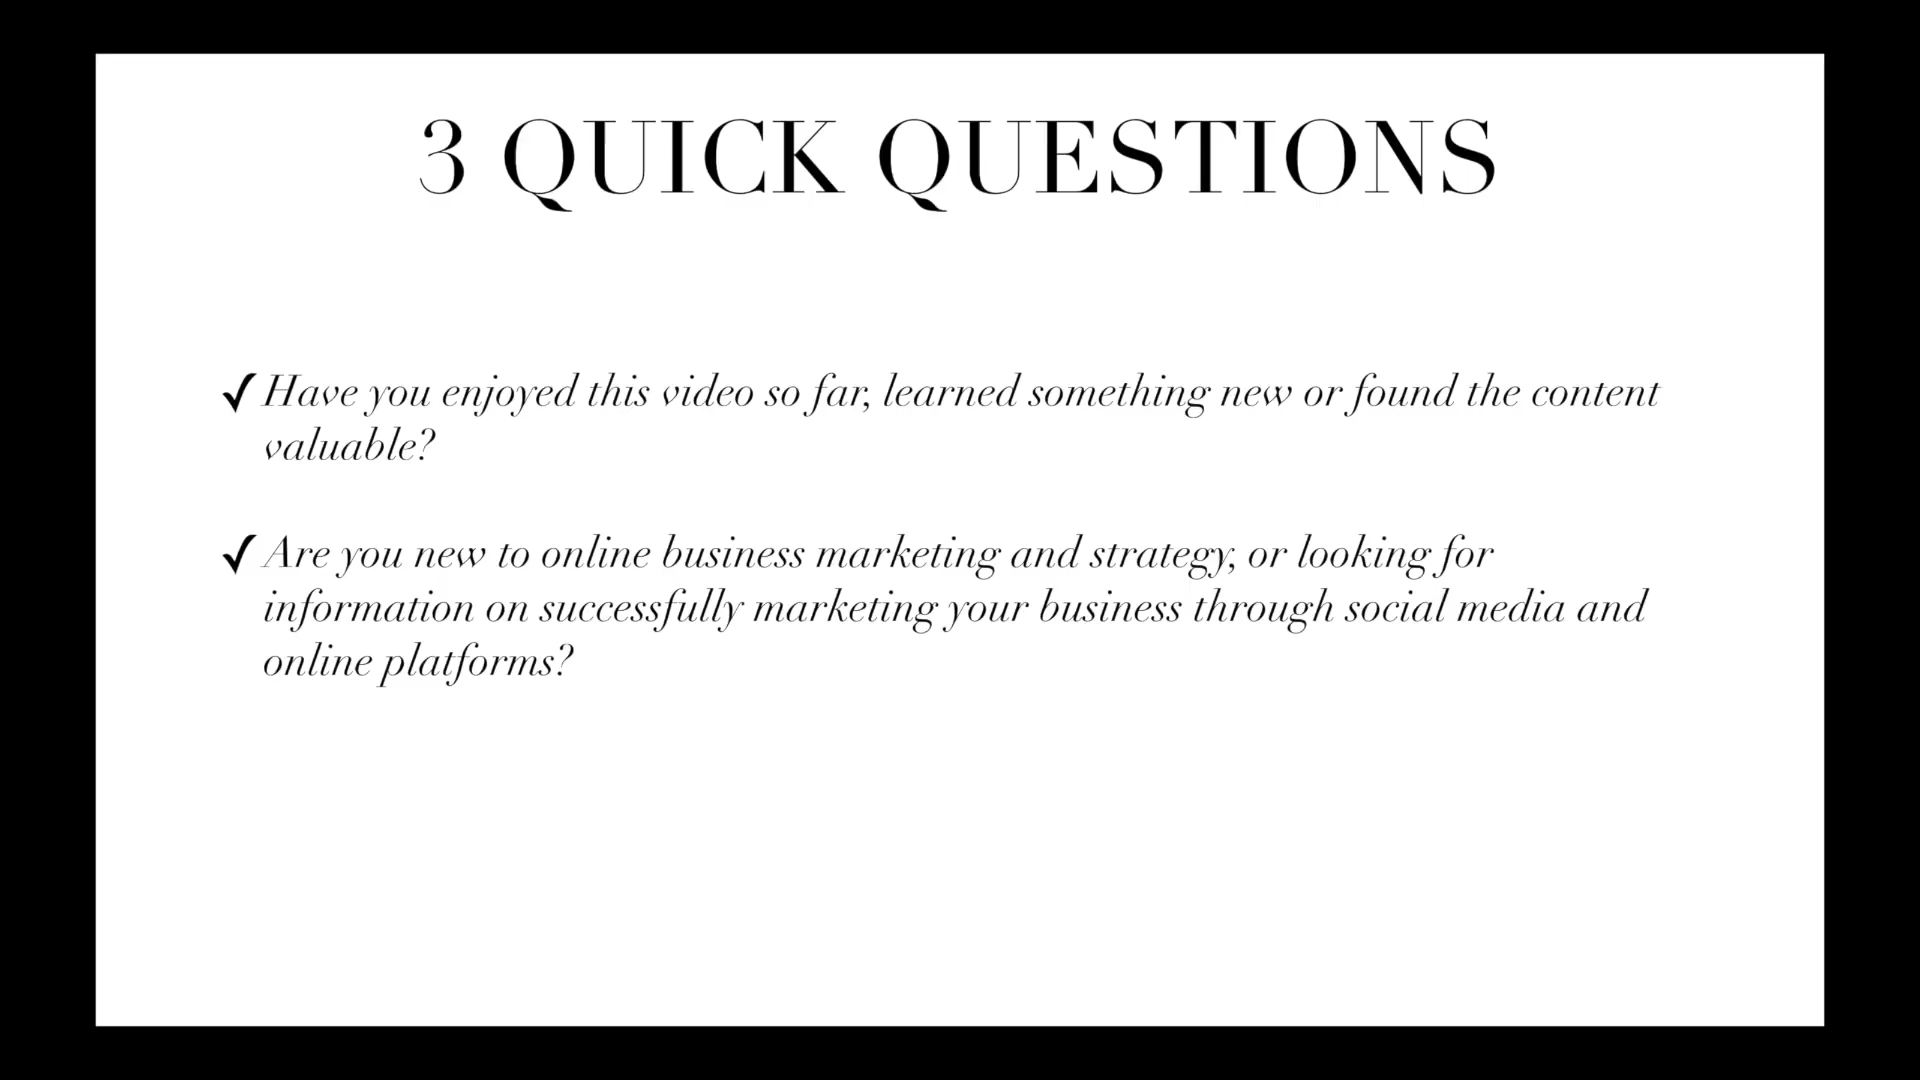 3 QUICK QUESTIONS
✓ Have you enjoyed this video so far, learned something new or found the content
valuable?
✓ Are you new to online business marketing and strategy, or looking for
information on successfully marketing your business through social media and
online platforms?